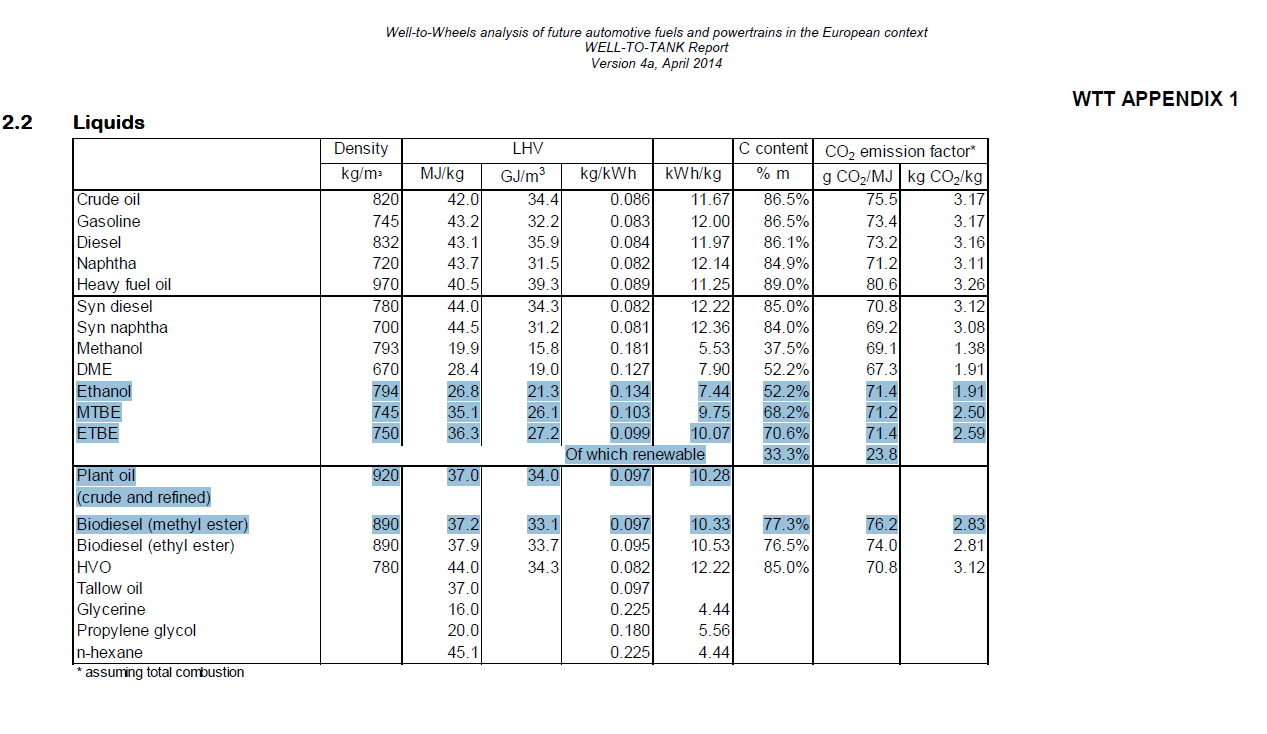 Well-to-Wheels analysis of future automotive fuels and powertrains in the European context
WELL-TO-TANK Report
Version 4a, April 2014
WTT APPENDIX 1
2.2 Liquids
Density LHV C content CO₂ emission factor*
kg/m³ MJ/kg GJ/m³ kg/kWh kWh/kg % m g CO₂/MJ kg CO₂/kg
Crude oil 820 42.0 34.4 0.086 11.67 86.5% 75.5 3.17
Gasoline 745 43.2 32.2 0.083 12.00 86.5% 73.4 3.17
Diesel 832 43.1 35.9 0.084 11.97 86.1% 73.2 3.16
Naphtha 720 43.7 31.5 0.082 12.14 84.9% 71.2 3.11
Heavy fuel oil 970 40.5 39.3 0.089 11.25 89.0% 80.6 3.26
Syn diesel 780 44.0 34.3 0.082 12.22 85.0% 70.8 3.12
Syn naphtha 700 44.5 31.2 0.081 12.36 84.0% 69.2 3.08
Methanol 793 19.9 15.8 0.181 5.53 37.5% 69.1 1.38
DME 670 28.4 19.0 0.127 7.90 52.2% 67.3 1.91
Ethanol 794 26.8 21.3 0.134 7.44 52.2% 71.4 1.91
MTBE 745 35.1 26.1 0.103 9.75 68.2% 71.2 2.50
ETBE 750 36.3 27.2 0.099 10.07 70.6% 71.4 2.59
Of which renewable 33.3% 23.8
Plant oil 920 37.0 34.0 0.097 10.28
(crude and refined)
Biodiesel (methyl ester) 890 37.2 33.1 0.097 10.33 77.3% 76.2 2.83
Biodiesel (ethyl ester) 890 37.9 33.7 0.095 10.53 76.5% 74.0 2.81
HVO 780 44.0 34.3 0.082 12.22 85.0% 70.8 3.12
Tallow oil 37.0 0.097
Glycerine 16.0 0.225 4.44
Propylene glycol 20.0 0.180 5.56
n-hexane 45.1 0.225 4.44
* assuming total combustion